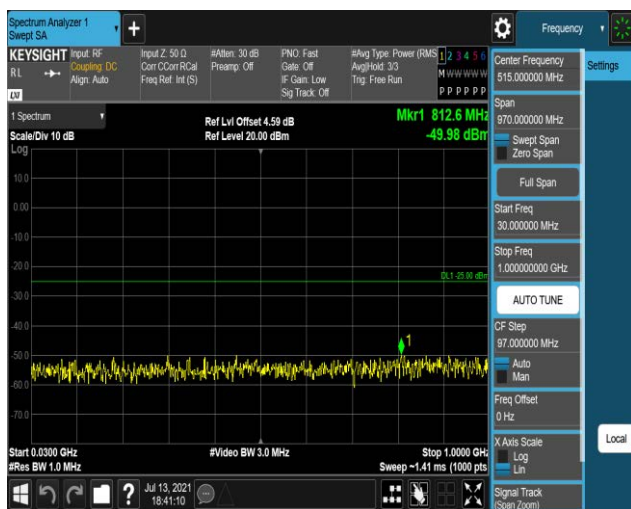 Spectrum Analyzer 1
Swept SA
Frequency
KEYSIGHT
RL
LXI
Input: RF
Coupling: DC
Align: Auto
Input Z: 50 Ω
Corr CCorr RCal
Freq Ref: Int (S)
#Atten: 30 dB
Preamp: Off
PNO: Fast
Gate: Off
IF Gain: Low
Sig Track: Off
#Avg Type: Power (RMS
Avg|Hold: 3/3
Trig: Free Run
1 2 3 4 5 6
M W W W W W
P P P P P P
1 Spectrum
Scale/Div 10 dB
Log
Ref Lvl Offset 4.59 dB
Ref Level 20.00 dBm
Mkr1 812.6 MHz
-49.98 dBm
10.0
0.00
-10.0
-20.0
DL1 -25.00 dBm
-30.0
-40.0
1
-50.0
-60.0
-70.0
Start 0.0300 GHz
#Res BW 1.0 MHz
#Video BW 3.0 MHz
Stop 1.0000 GHz
Sweep ~1.41 ms (1000 pts
?
Jul 13, 2021
18:41:10
Center Frequency
515.000000 MHz
Span
970.000000 MHz
Swept Span
Zero Span
Full Span
Start Freq
30.000000 MHz
Stop Freq
1.000000000 GHz
AUTO TUNE
CF Step
97.000000 MHz
Auto
Man
Freq Offset
0 Hz
X Axis Scale
Log
Lin
Signal Track
(Span Zoom)
Settings
Local